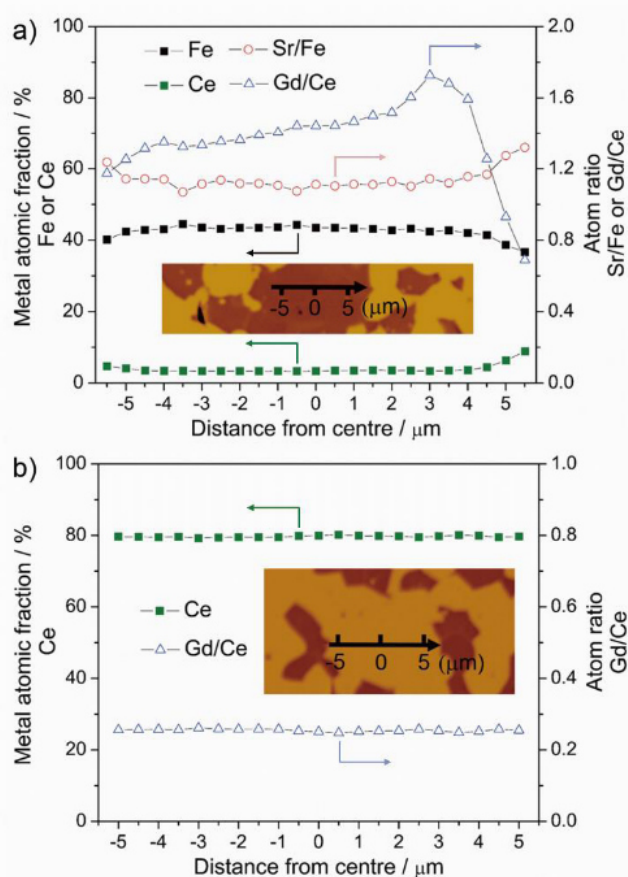 a)
Fe Sr/Fe
Ce Gd/Ce
Metal atomic fraction / %
Fe or Ce
100
80
60
40
20
0
2.0
1.6
1.2
0.8
0.4
0.0
Atom ratio
Sr/Fe or Gd/Ce
-5 0 5 (μm)
-5 -4 -3 -2 -1 0 1 2 3 4 5
Distance from centre / μm
b)
Metal atomic fraction / %
Ce
100
80
60
40
20
0
Ce
Gd/Ce
1.0
0.8
0.6
0.4
0.2
0.0
Atom ratio
Gd/Ce
-5 0 5 (μm)
-5 -4 -3 -2 -1 0 1 2 3 4 5
Distance from centre / μm